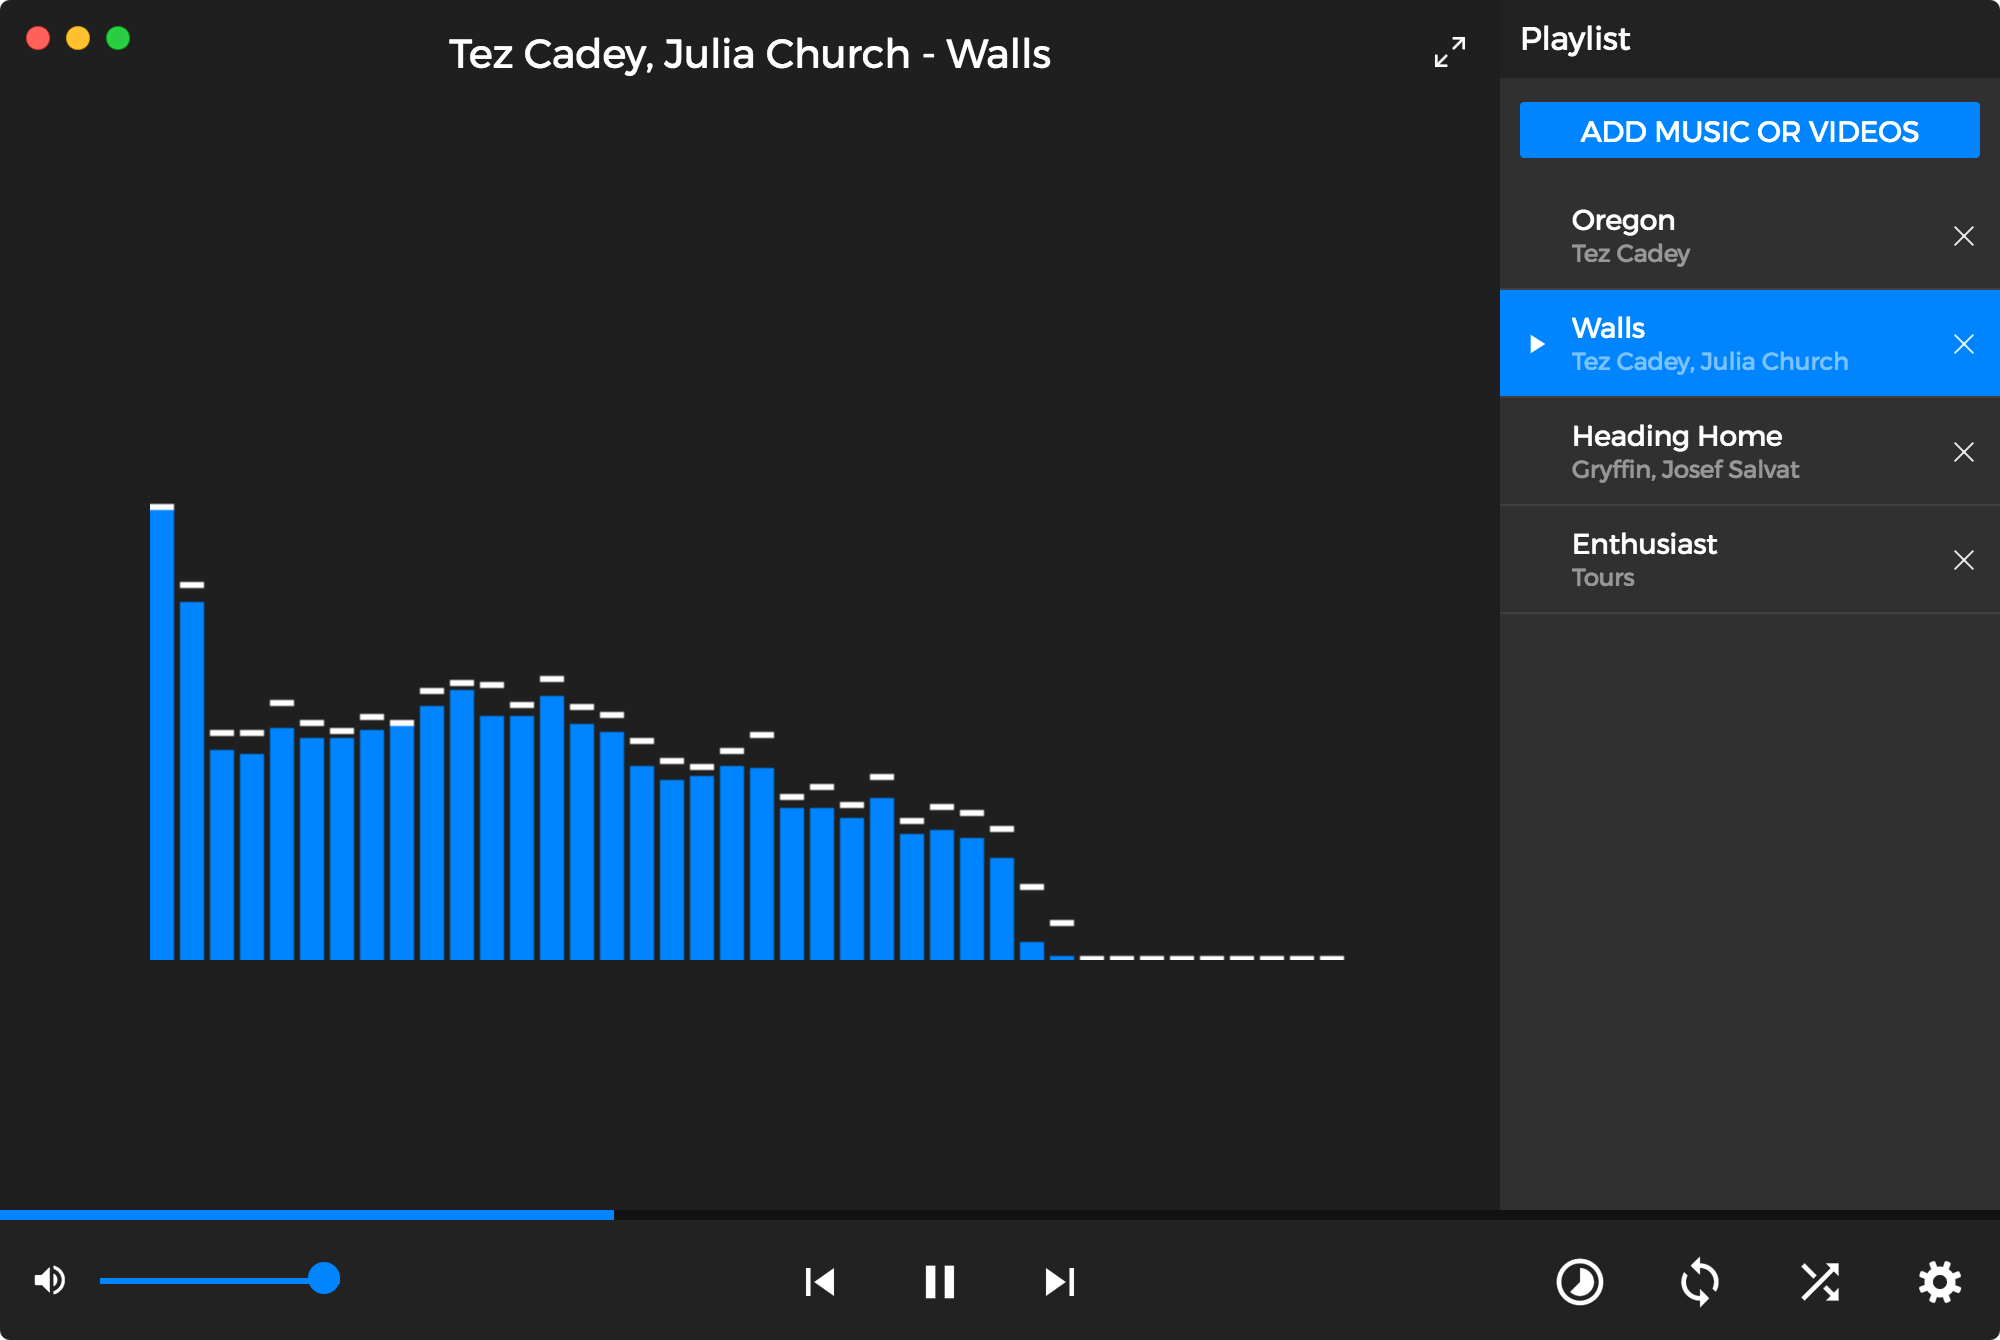 Tez Cadey, Julia Church - Walls
Playlist
ADD MUSIC OR VIDEOS
Oregon
Tez Cadey
Walls
Tez Cadey, Julia Church
Heading Home
Gryffin, Josef Salvat
Enthusiast
Tours